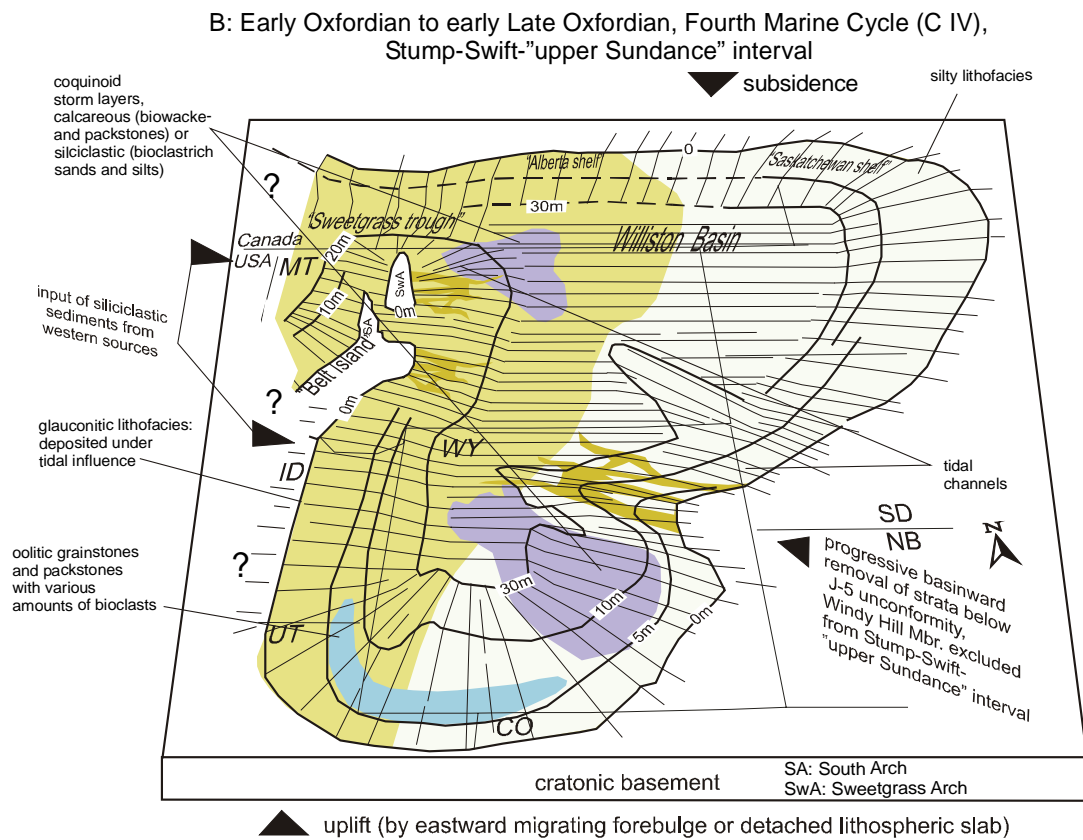 B: Early Oxfordian to early Late Oxfordian, Fourth Marine Cycle (C IV),
Stump-Swift-"upper Sundance" interval
coquinoid
storm layers,
calcareous (biowacke-
and packstones) or
silciclastic (bioclastrich
sands and silts)
subsidence
silty lithofacies
"Alberta shelf"
0
"Saskatchewan shelf"
?
30m
"Sweetgrass trough"
Williston Basin
Canada
USA
MT
20m
10m
SwA
0m
SA
"Belt Island"
0m
input of siliciclastic
sediments from
western sources
?
glauconitic lithofacies:
deposited under
tidal influence
ID
WY
tidal
channels
SD
NB
N
oolitic grainstones
and packstones
with various
amounts of bioclasts
?
UT
30m
10m
5m
0m
CO
progressive basinward
removal of strata below
J-5 unconformity,
Windy Hill Mbr. excluded
from Stump-Swift-
"upper Sundance" interval
cratonic basement
SA: South Arch
SwA: Sweetgrass Arch
uplift (by eastward migrating forebulge or detached lithospheric slab)